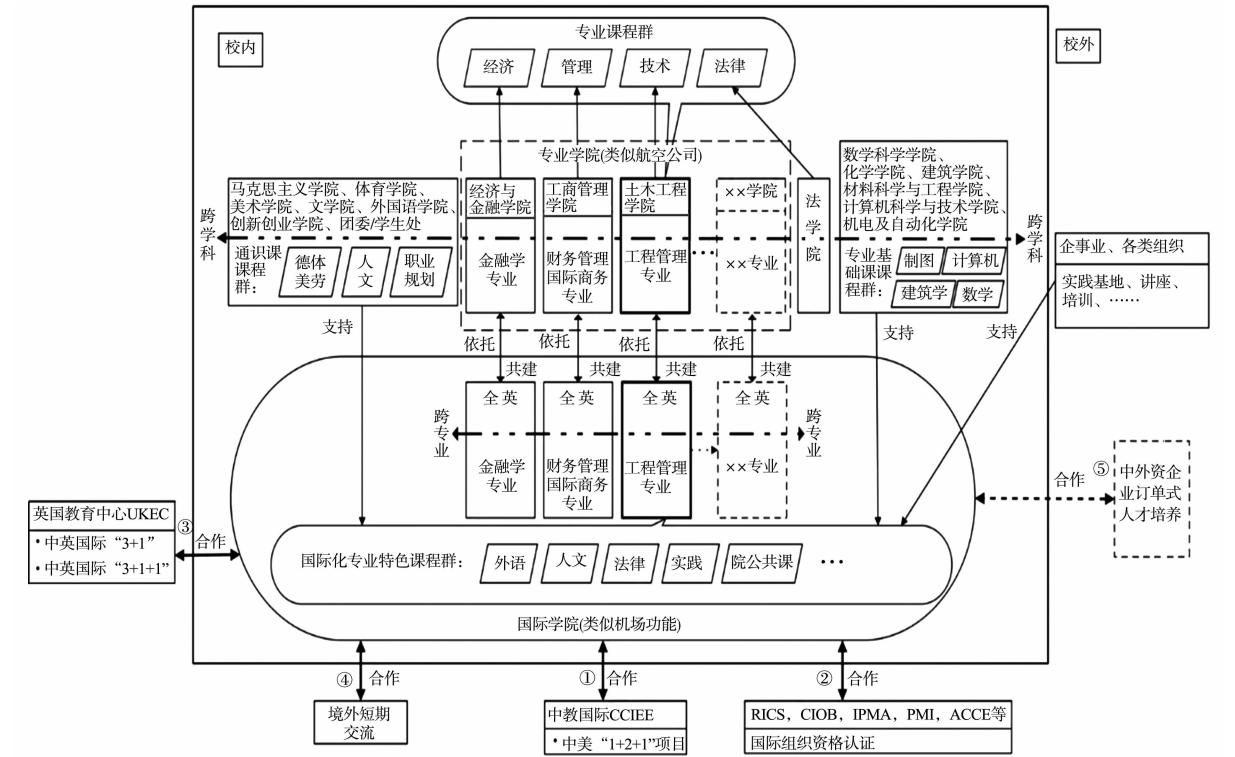 校内
校外
专业课程群
经济
管理
技术
法律
专业学院(类似航空公司)
马克思主义学院、体育学院、
美术学院、文学院、外国语学院、
创新创业学院、团委/学生处
通识课
课程
群:
德体
美劳
人
文
职业
规划
跨
学
科
经济与
金融学院
金融学
专业
工商管理
学院
财务管理
国际商务
专业
土木工程
学院
工程管理
专业
××学院
××专业
······
法
学
院
数学科学学院、
化学学院、建筑学院、
材料科学与工程学院、
计算机科学与技术学院、
机电及自动化学院
专业基
础课课
程群:
制图
计算机
建筑学
数学
跨
学
科
企事业、各类组织
实践基地、讲座、
培训、……
支持
依托
依托
依托
依托
支持
支持
共建
共建
共建
共建
跨
专
业
全 英
金融学
专业
全 英
财务管理
国际商务
专业
全 英
工程管理
专业
全 英
××专业
跨
专
业
合作
⑤
中外资企
业订单式
人才培养
英国教育中心UKEC
• 中英国际“3+1”
• 中英国际“3+1+1”
③
合作
国际化专业特色课程群:
外语
人文
法律
实践
院公共课
···
国际学院(类似机场功能)
④
合作
①
合作
②
合作
境外短期
交流
中教国际CCIEE
• 中美“1+2+1”项目
RICS，CIOB，IPMA，PMI，ACCE等
国际组织资格认证